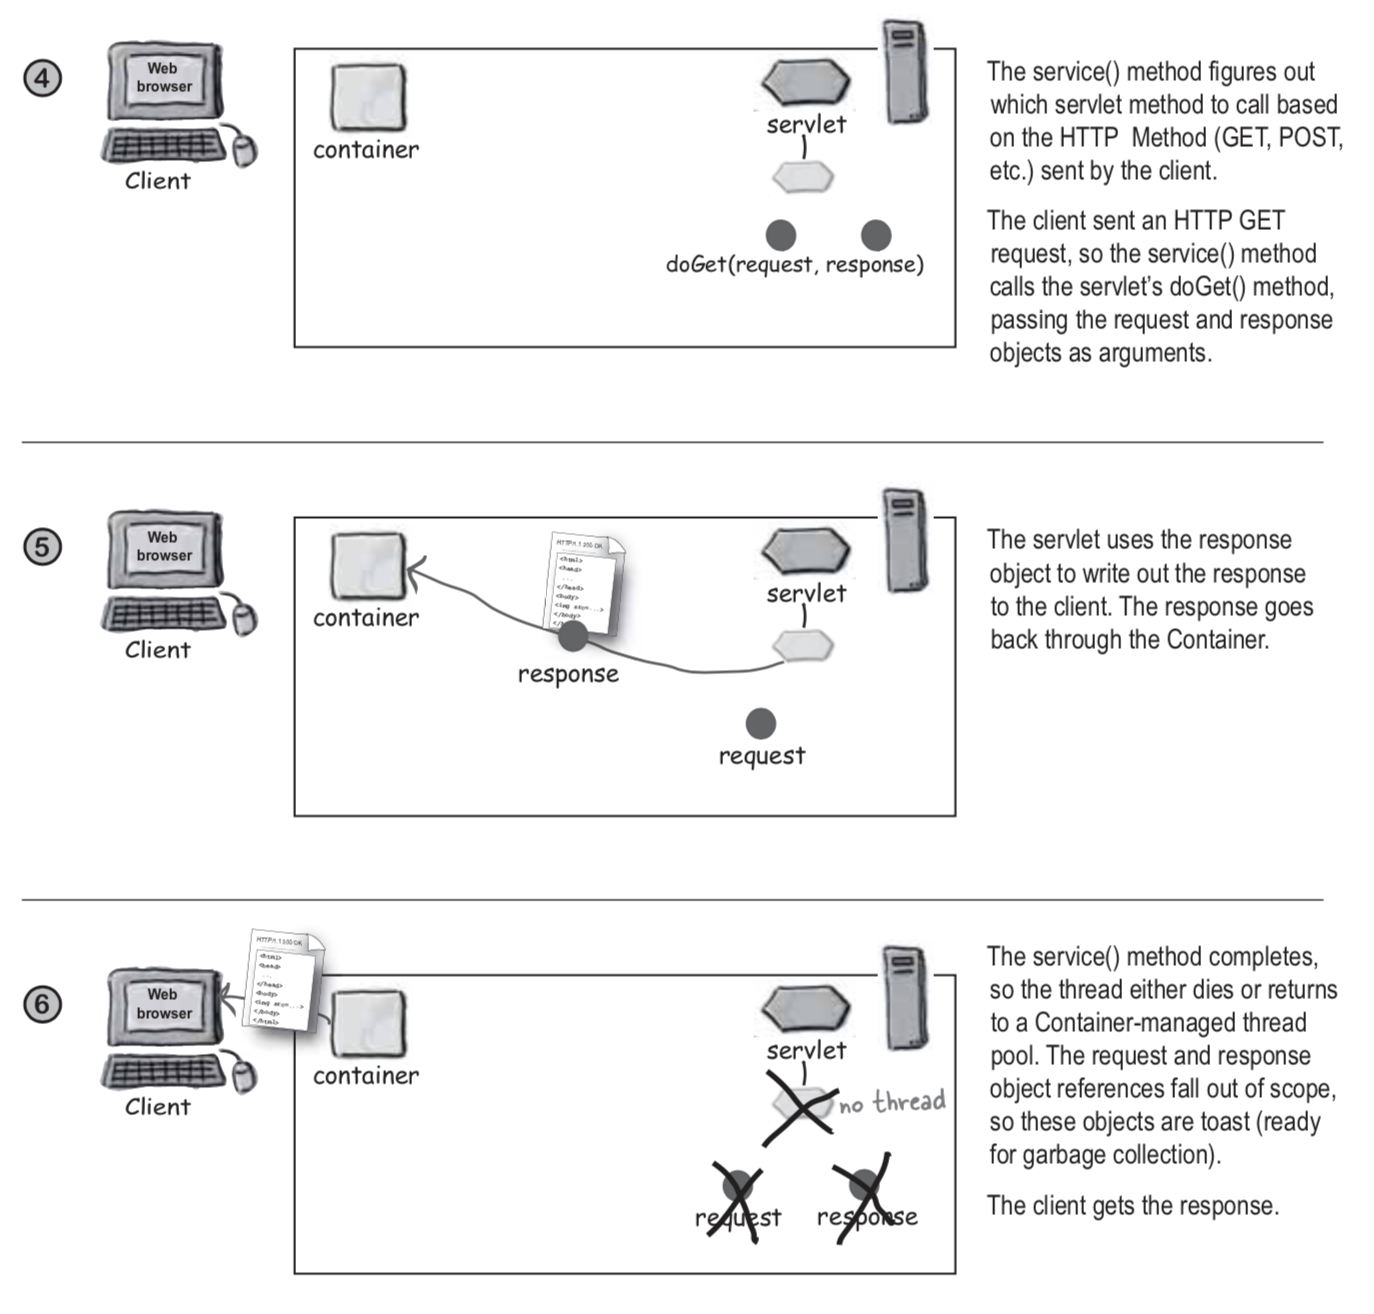 4
Web
browser
Client
container
servlet
doGet(request, response)
The service() method figures out
which servlet method to call based
on the HTTP Method (GET, POST,
etc.) sent by the client.
The client sent an HTTP GET
request, so the service() method
calls the servlet's doGet() method,
passing the request and response
objects as arguments.
5
Web
browser
Client
container
HTTP/1.1 200 OK
<html>
<head>
...
</head>
<body>
<img src=...>
</body>
response
servlet
request
The servlet uses the response
object to write out the response
to the client. The response goes
back through the Container.
6
Web
browser
Client
HTTP/1.1 200 OK
<html>
<head>
...
</head>
<body>
<img src=...>
</body>
</html>
container
servlet
no thread
request
response
The service() method completes,
so the thread either dies or returns
to a Container-managed thread
pool. The request and response
object references fall out of scope,
so these objects are toast (ready
for garbage collection).
The client gets the response.